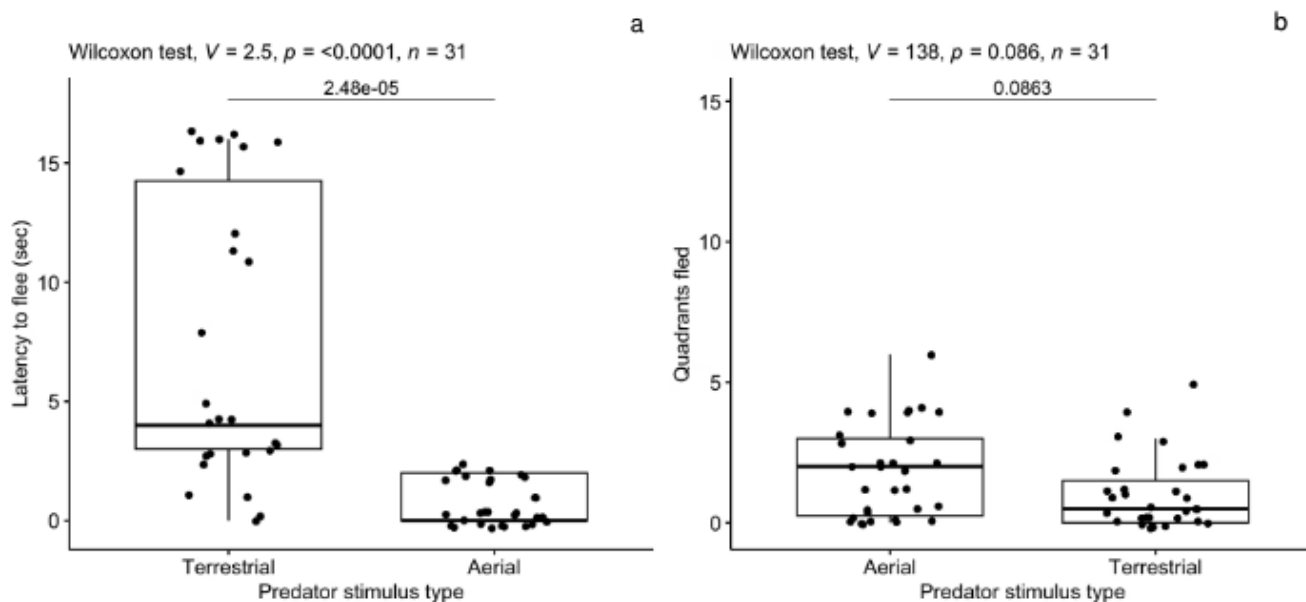 a
Wilcoxon test, V = 2.5, p = <0.0001, n = 31
2.48e-05
15
10
5
0
Latency to flee (sec)
Terrestrial
Aerial
Predator stimulus type
b
Wilcoxon test, V = 138, p = 0.086, n = 31
0.0863
15
10
5
0
Quadrants fled
Aerial
Terrestrial
Predator stimulus type